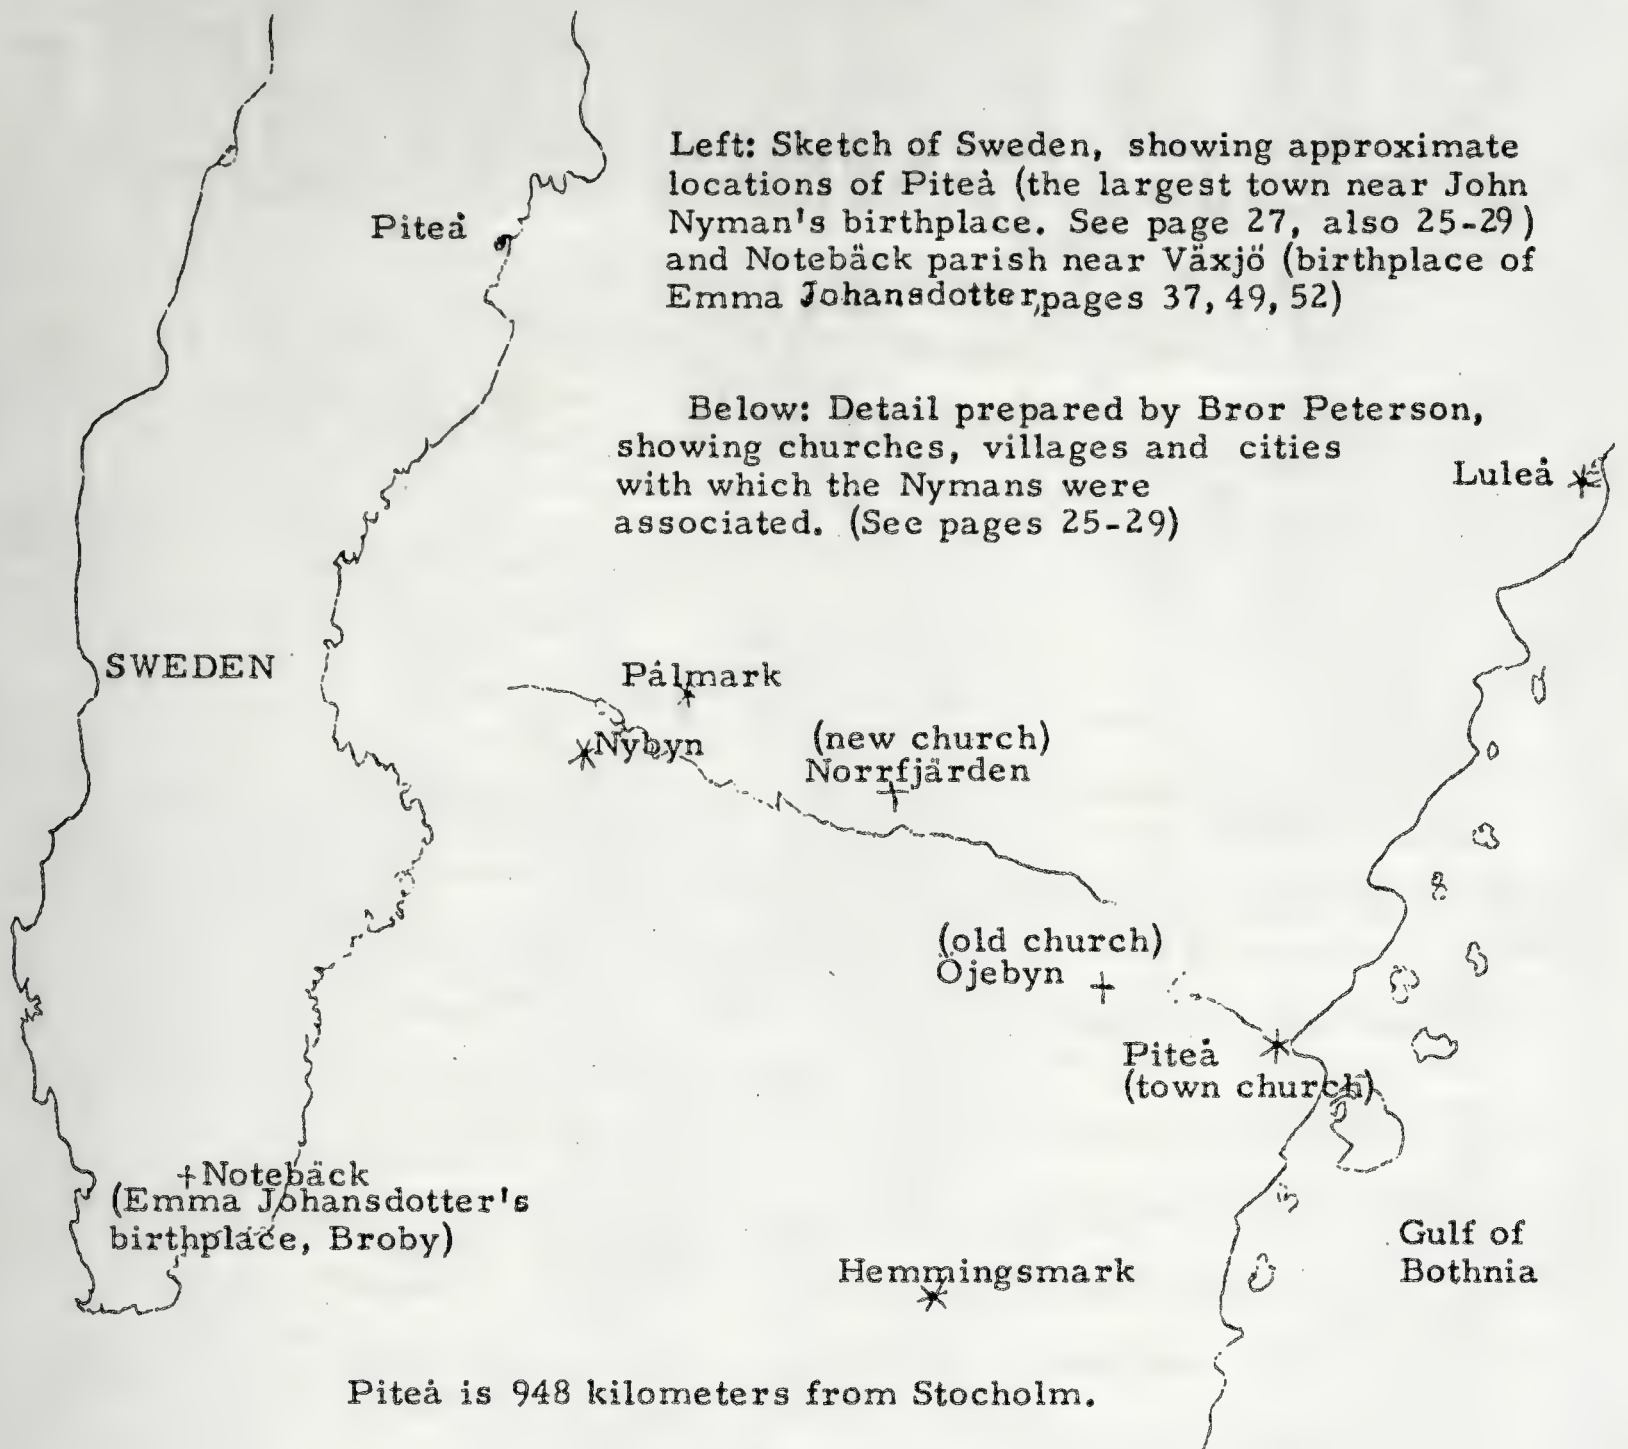 Left: Sketch of Sweden, showing approximate
locations of Piteå (the largest town near John
Nyman's birthplace. See page 27, also 25-29)
and Notebäck parish near Växjö (birthplace of
Emma Johansdotter, pages 37, 49, 52)
Piteå
Below: Detail prepared by Bror Peterson,
showing churches, villages and cities
with which the Nymans were
associated. (See pages 25-29)
Luleå
SWEDEN
Pålmark
Nybyn
(new church)
Norrfjärden
(old church)
Öjebyn
Piteå
(town church)
Notebäck
(Emma Johansdotter's
birthplace, Broby)
Gulf of
Bothnia
Hemmingsmark
Piteå is 948 kilometers from Stocholm.